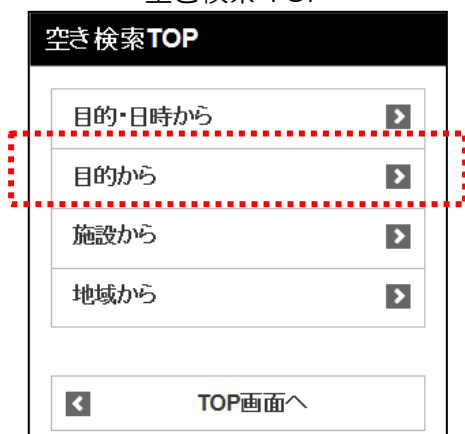 空き検索TOP
目的・日時から
目的から
施設から
地域から
TOP画面へ